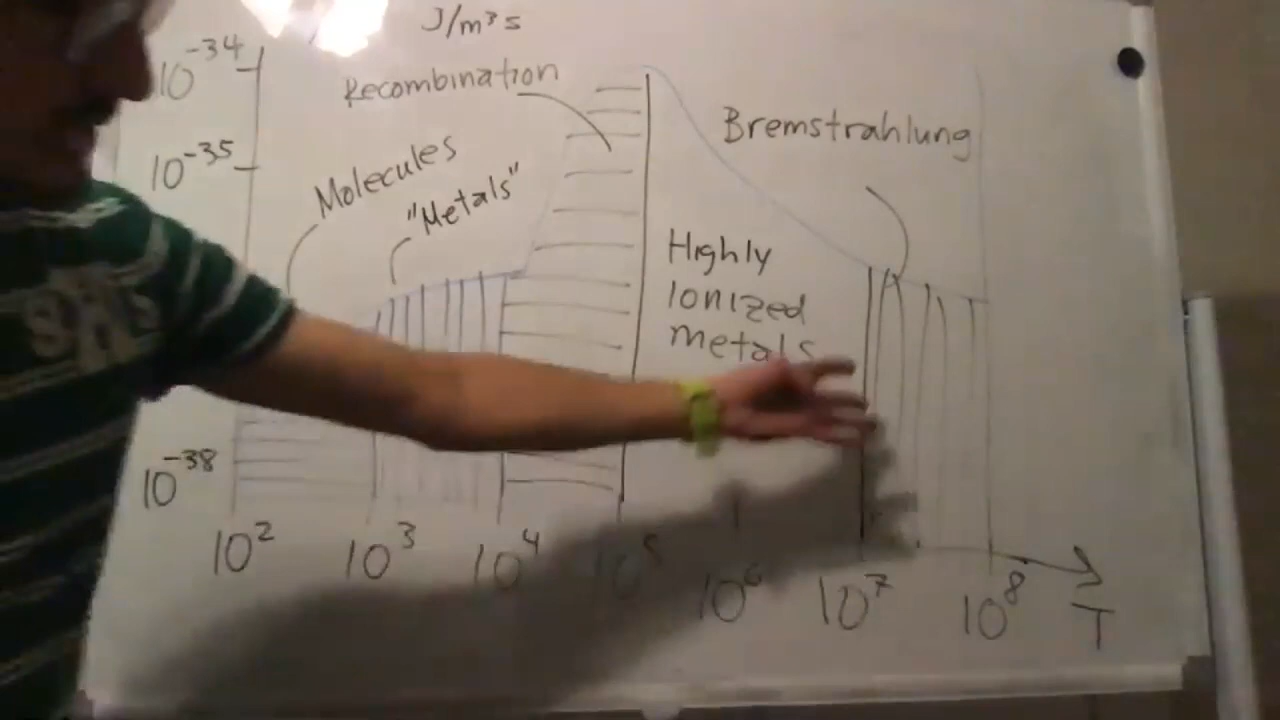 J/m³s
10⁻³⁴
Recombination
Bremstrahlung
10⁻³⁵
Molecules
"Metals"
Highly
Ionized
metals
10⁻³⁸
10²
10³
10⁴
10⁵
10⁶
10⁷
10⁸
T